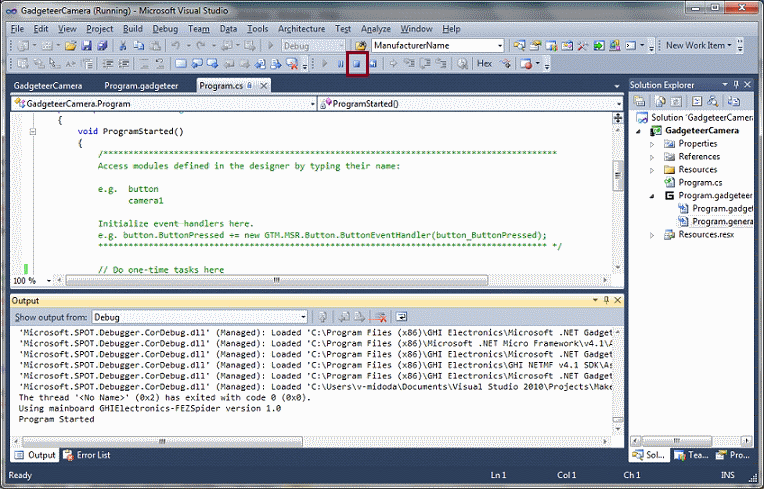 GadgeteerCamera (Running) - Microsoft Visual Studio
File Edit View Project Build Debug Team Data Tools Architecture Test Analyze Window Help
Debug ManufacturerName New Work Item
Hex
GadgeteerCamera Program.gadgeteer Program.cs
GadgeteerCamera.Program ProgramStarted()
{
void ProgramStarted()
{
/*******************************************************************************************
Access modules defined in the designer by typing their name:
e.g. button
camera1
Initialize event handlers here.
e.g. button.ButtonPressed += new GTM.MSR.Button.ButtonEventHandler(button_ButtonPressed);
******************************************************************************************* */
// Do one-time tasks here
100 %
Output
Show output from: Debug
'Microsoft.SPOT.Debugger.CorDebug.dll' (Managed): Loaded 'C:\Program Files (x86)\GHI Electronics\Microsoft .NET Gadget
'Microsoft.SPOT.Debugger.CorDebug.dll' (Managed): Loaded 'C:\Program Files (x86)\Microsoft .NET Micro Framework\v4.1\A
'Microsoft.SPOT.Debugger.CorDebug.dll' (Managed): Loaded 'C:\Program Files (x86)\GHI Electronics\Microsoft .NET Gadget
'Microsoft.SPOT.Debugger.CorDebug.dll' (Managed): Loaded 'C:\Program Files (x86)\GHI Electronics\GHI NETMF v4.1 SDK\As
'Microsoft.SPOT.Debugger.CorDebug.dll' (Managed): Loaded 'C:\Program Files (x86)\GHI Electronics\Microsoft .NET Gadget
'Microsoft.SPOT.Debugger.CorDebug.dll' (Managed): Loaded 'C:\Users\v-midoda\Documents\Visual Studio 2010\Projects\Make
The thread '<No Name>' (0x2) has exited with code 0 (0x0).
Using mainboard GHIElectronics-FEZSpider version 1.0
Program Started
Output Error List
Solution Explorer
Solution 'GadgeteerCamera
GadgeteerCamera
Properties
References
Resources
Program.cs
Program.gadgeteer
Program.gadge
Program.genera
Resources.resx
Sol... Tea... Pro...
Ready Ln 1 Col 1 Ch 1 INS